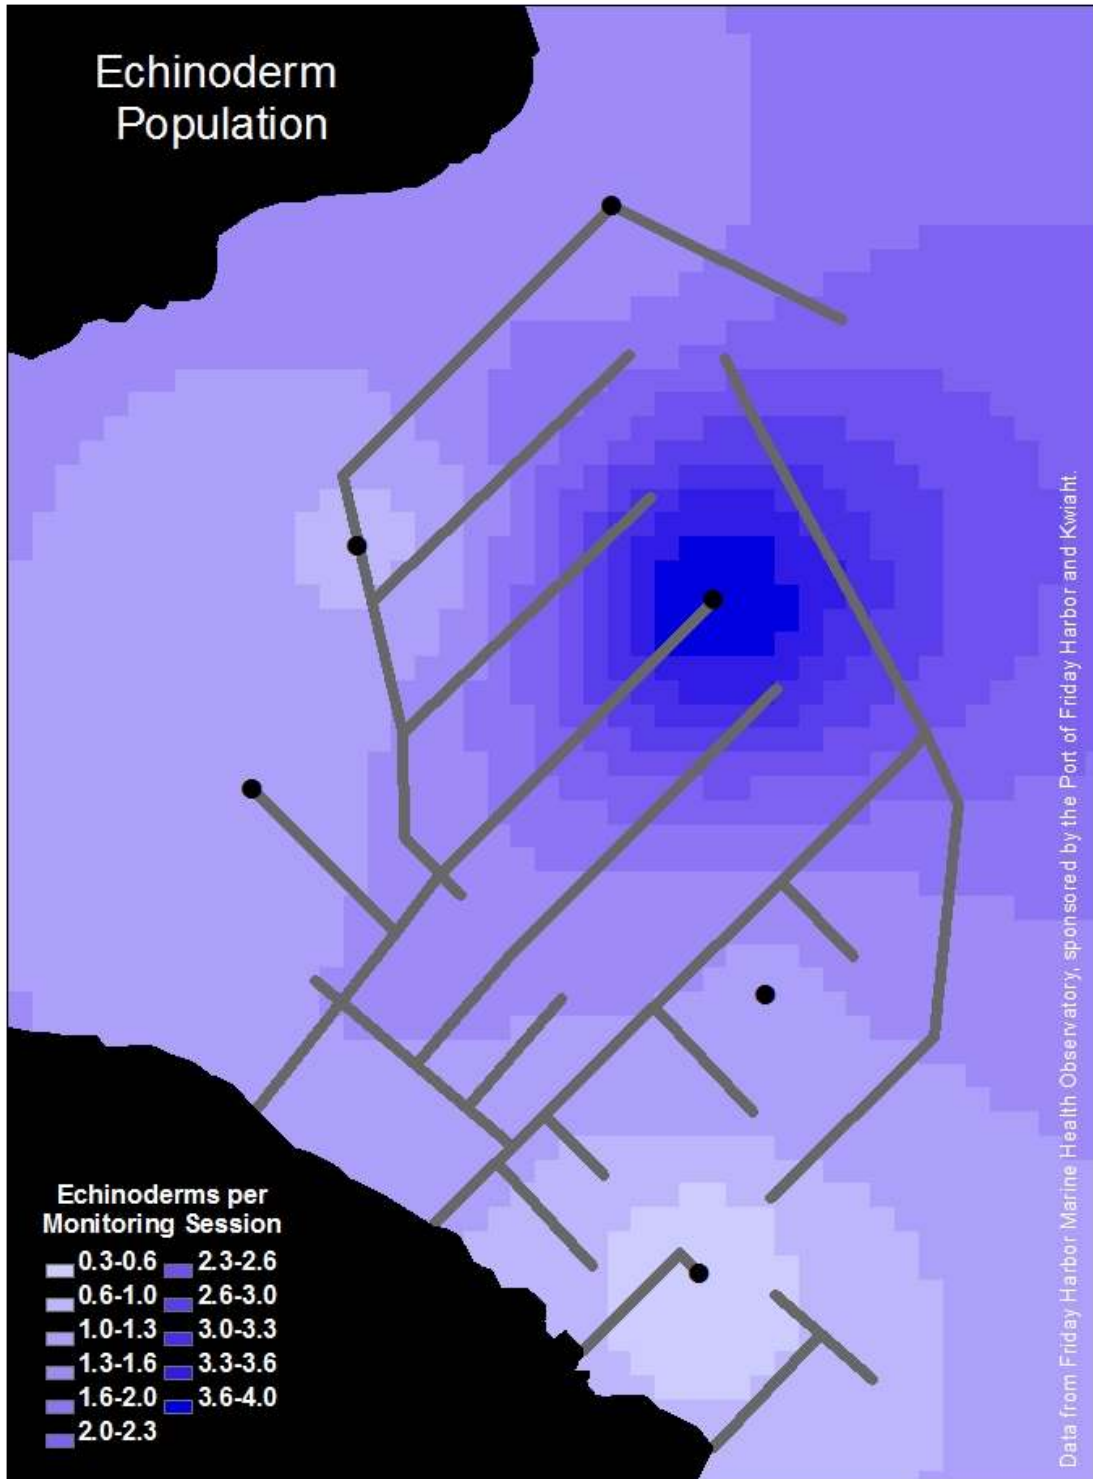 Echinoderm
Population
Echinoderms per
Monitoring Session
0.3-0.6
0.6-1.0
1.0-1.3
1.3-1.6
1.6-2.0
2.0-2.3
2.3-2.6
2.6-3.0
3.0-3.3
3.3-3.6
3.6-4.0
Data from Friday Harbor Marine Health Observatory, sponsored by the Port of Friday Harbor and Kwiaht.